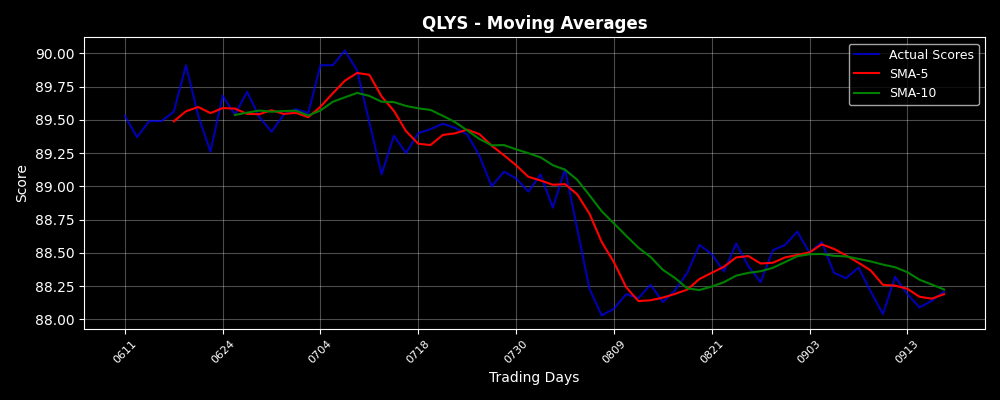 QLYS - Moving Averages
Actual Scores
SMA-5
SMA-10
90.00
89.75
89.50
89.25
89.00
88.75
88.50
88.25
88.00
Score
0611 0624 0704 0718 0730 0809 0821 0903 0913
Trading Days